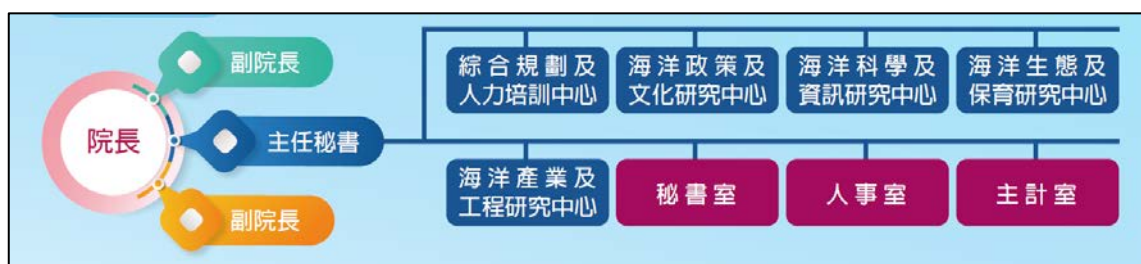 院長
副院長
主任秘書
副院長
綜合規劃及
人力培訓中心
海洋政策及
文化研究中心
海洋科學及
資訊研究中心
海洋生態及
保育研究中心
海洋產業及
工程研究中心
秘書室
人事室
主計室